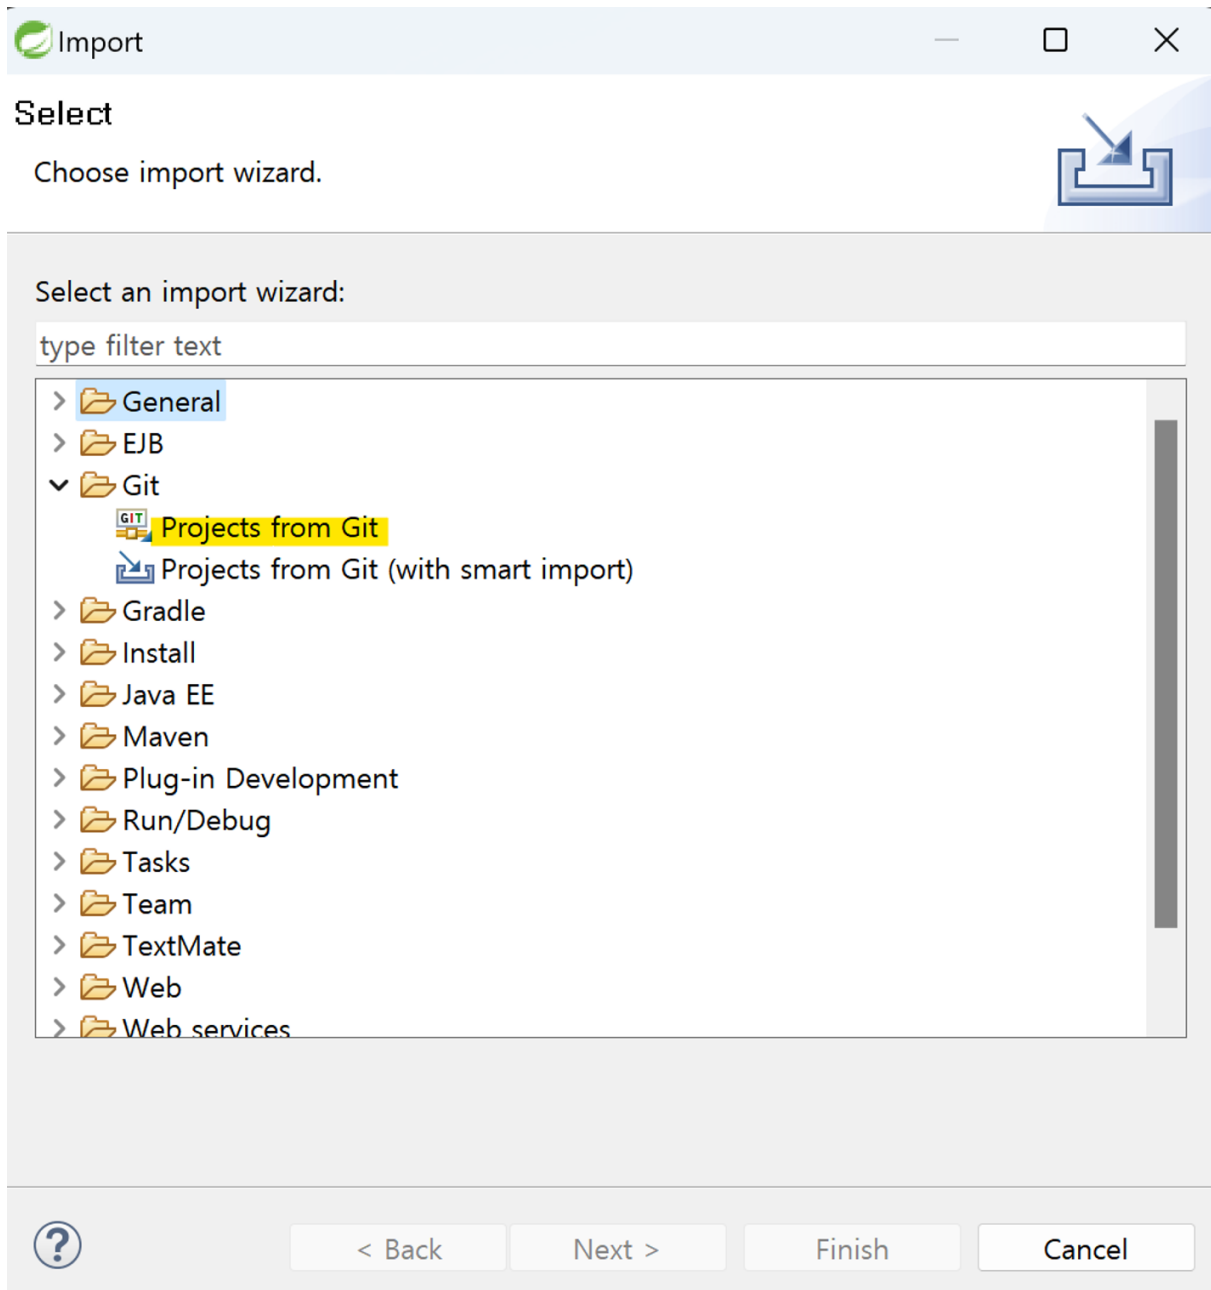 Import
Select
Choose import wizard.
Select an import wizard:
type filter text
General
EJB
Git
GIT Projects from Git
Projects from Git (with smart import)
Gradle
Install
Java EE
Maven
Plug-in Development
Run/Debug
Tasks
Team
TextMate
Web
Web services
? < Back Next > Finish Cancel